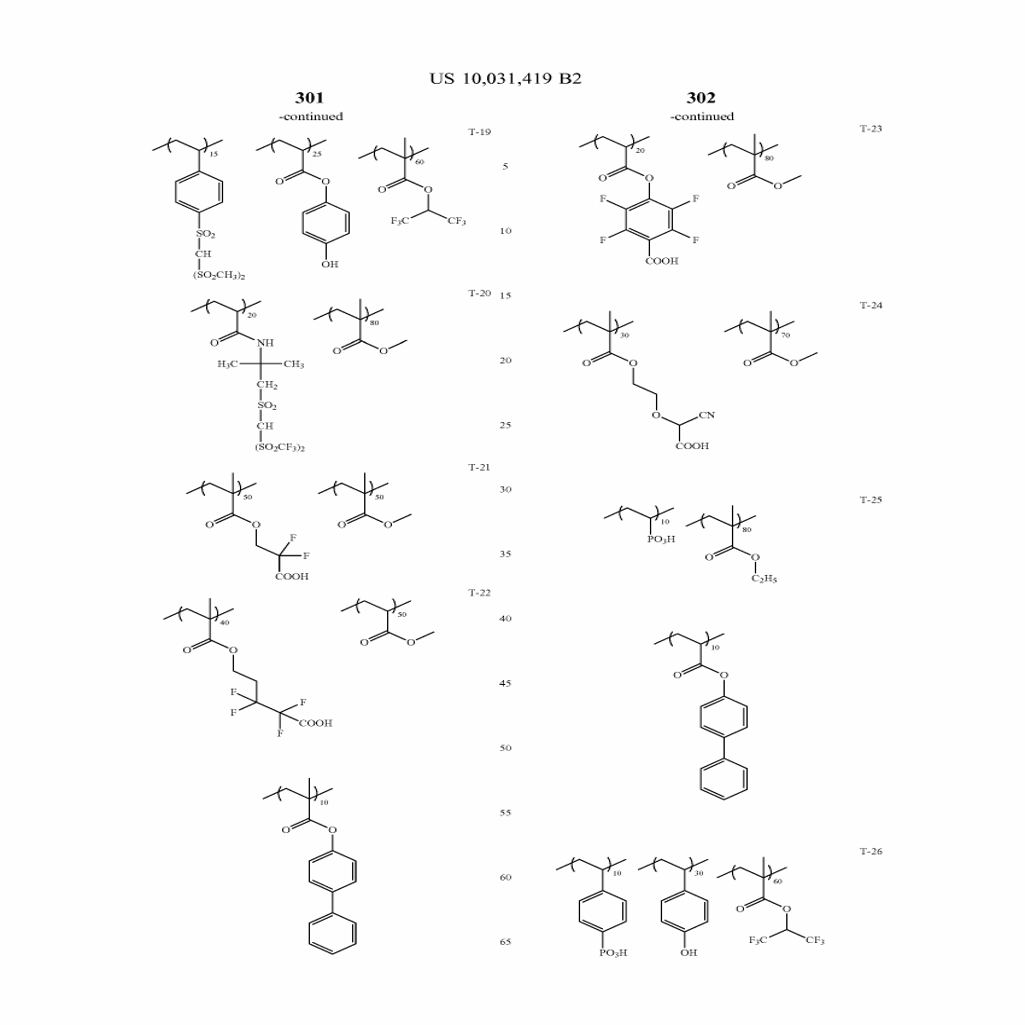 US 10,031,419 B2
301
-continued
T-19
15
25
60
O
O
O
O
F3C
CF3
SO2
CH
(SO2CH3)2
OH
T-20
20
80
O
NH
O
O
H3C
CH3
CH2
SO2
CH
(SO2CF3)2
T-21
50
50
O
O
O
O
F
F
COOH
T-22
40
50
O
O
O
O
F
F
F
COOH
F
10
O
O
5
10
15
20
25
30
35
40
45
50
55
60
65
302
-continued
T-23
20
80
O
O
O
O
F
F
F
F
COOH
T-24
30
70
O
O
O
O
O
CN
COOH
T-25
10
80
PO3H
O
O
C2H5
10
O
O
T-26
10
30
60
O
O
F3C
CF3
PO3H
OH